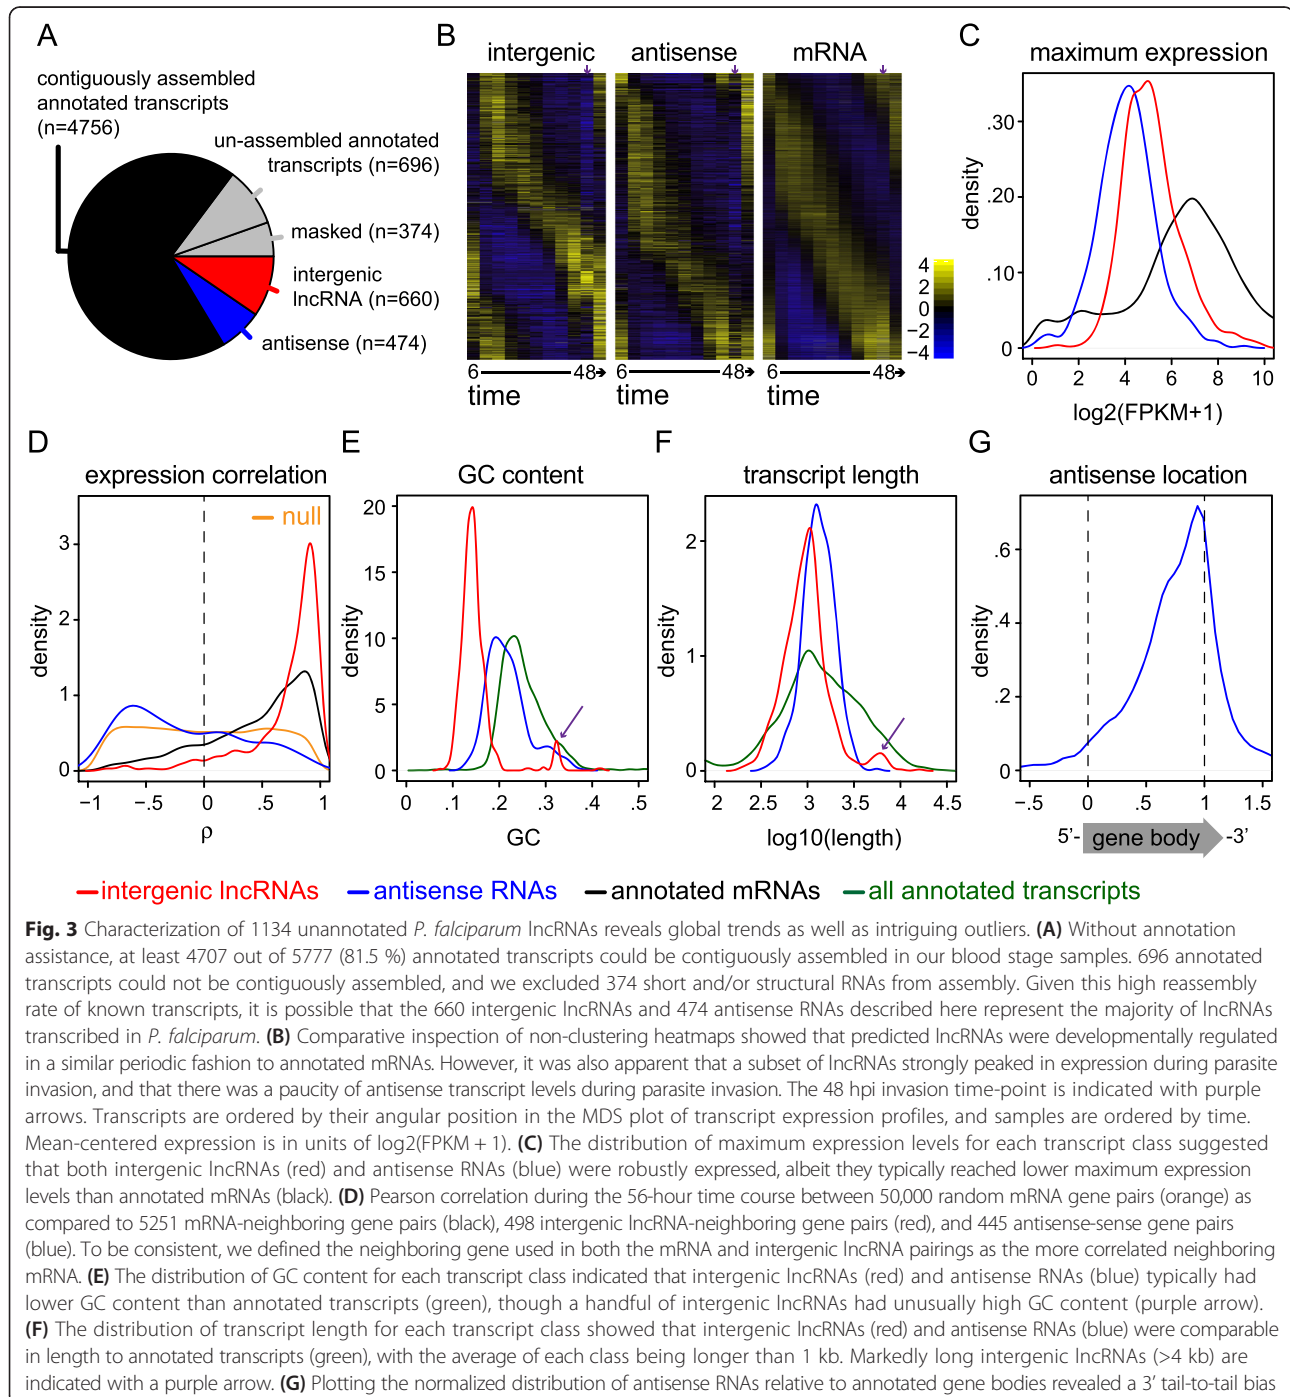 A
contiguously assembled
annotated transcripts
(n=4756)
un-assembled annotated
transcripts (n=696)
masked (n=374)
intergenic
lncRNA (n=660)
antisense (n=474)
B
intergenic
antisense
mRNA
6
48
time
6
48
time
6
48
time
4
2
0
−2
−4
C
maximum expression
density
.30
.20
.10
0
0 2 4 6 8 10
log2(FPKM+1)
D
expression correlation
null
density
3
2
1
0
−1 −.5 0 .5 1
ρ
E
GC content
density
20
15
10
5
0
0 .1 .2 .3 .4 .5
GC
F
transcript length
density
2
1
0
2 2.5 3 3.5 4 4.5
log10(length)
G
antisense location
density
.6
.4
.2
0
−.5 0 .5 1 1.5
5'- gene body -3'
intergenic lncRNAs antisense RNAs annotated mRNAs all annotated transcripts
Fig. 3 Characterization of 1134 unannotated P. falciparum lncRNAs reveals global trends as well as intriguing outliers. (A) Without annotation
assistance, at least 4707 out of 5777 (81.5 %) annotated transcripts could be contiguously assembled in our blood stage samples. 696 annotated
transcripts could not be contiguously assembled, and we excluded 374 short and/or structural RNAs from assembly. Given this high reassembly
rate of known transcripts, it is possible that the 660 intergenic lncRNAs and 474 antisense RNAs described here represent the majority of lncRNAs
transcribed in P. falciparum. (B) Comparative inspection of non-clustering heatmaps showed that predicted lncRNAs were developmentally regulated
in a similar periodic fashion to annotated mRNAs. However, it was also apparent that a subset of lncRNAs strongly peaked in expression during parasite
invasion, and that there was a paucity of antisense transcript levels during parasite invasion. The 48 hpi invasion time-point is indicated with purple
arrows. Transcripts are ordered by their angular position in the MDS plot of transcript expression profiles, and samples are ordered by time.
Mean-centered expression is in units of log2(FPKM + 1). (C) The distribution of maximum expression levels for each transcript class suggested
that both intergenic lncRNAs (red) and antisense RNAs (blue) were robustly expressed, albeit they typically reached lower maximum expression
levels than annotated mRNAs (black). (D) Pearson correlation during the 56-hour time course between 50,000 random mRNA gene pairs (orange) as
compared to 5251 mRNA-neighboring gene pairs (black), 498 intergenic lncRNA-neighboring gene pairs (red), and 445 antisense-sense gene pairs
(blue). To be consistent, we defined the neighboring gene used in both the mRNA and intergenic lncRNA pairings as the more correlated neighboring
mRNA. (E) The distribution of GC content for each transcript class indicated that intergenic lncRNAs (red) and antisense RNAs (blue) typically had
lower GC content than annotated transcripts (green), though a handful of intergenic lncRNAs had unusually high GC content (purple arrow).
(F) The distribution of transcript length for each transcript class showed that intergenic lncRNAs (red) and antisense RNAs (blue) were comparable
in length to annotated transcripts (green), with the average of each class being longer than 1 kb. Markedly long intergenic lncRNAs (>4 kb) are
indicated with a purple arrow. (G) Plotting the normalized distribution of antisense RNAs relative to annotated gene bodies revealed a 3' tail-to-tail bias